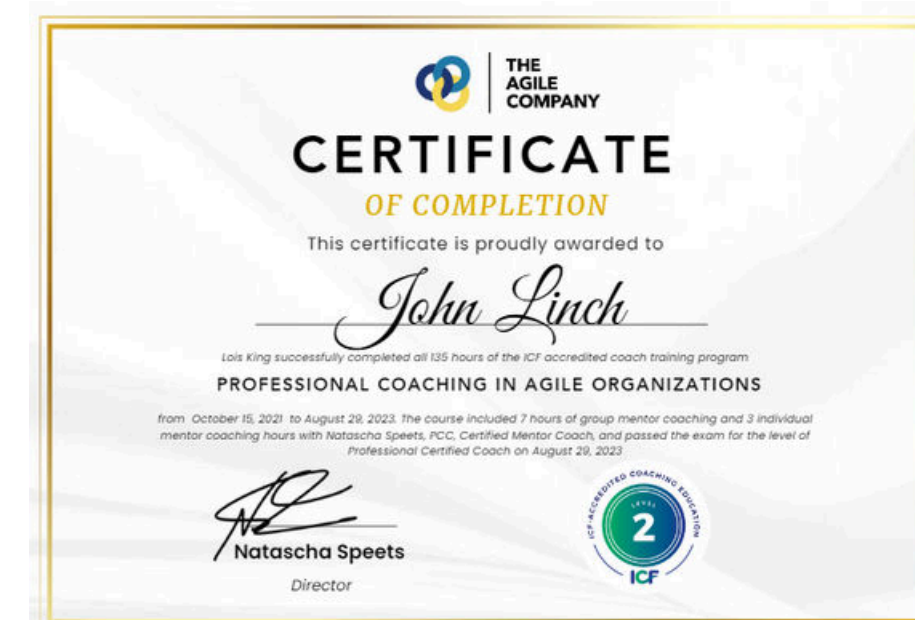 THE
AGILE
COMPANY
CERTIFICATE
OF COMPLETION
This certificate is proudly awarded to
John Linch
Lois King successfully completed all 135 hours of the ICF accredited coach training program
PROFESSIONAL COACHING IN AGILE ORGANIZATIONS
from October 15, 2021 to August 29, 2023. The course included 7 hours of group mentor coaching and 3 individual
mentor coaching hours with Natascha Speets, PCC, Certified Mentor Coach, and passed the exam for the level of
Professional Certified Coach on August 29, 2023
Natascha Speets
Director
ICF-ACCREDITED COACHING EDUCATION
LEVEL
2
ICF